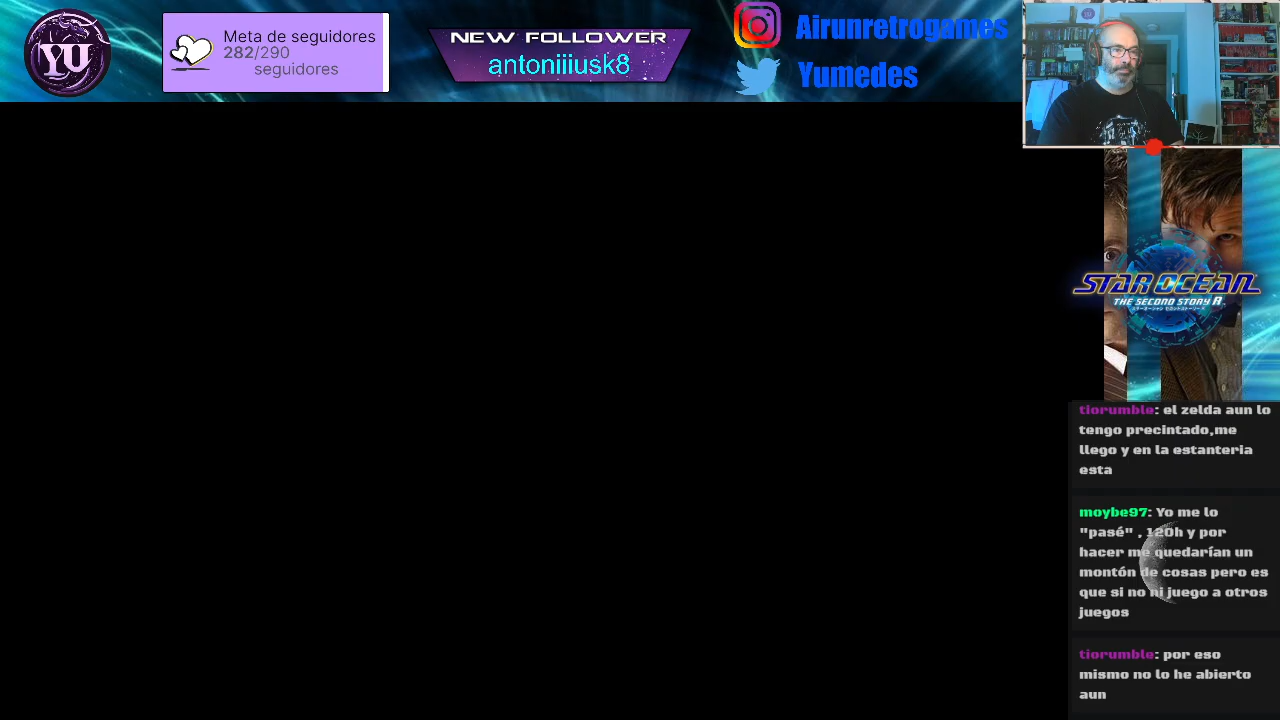 YU
Meta de seguidores
282/290
seguidores
NEW FOLLOWER
antoniiiusk8
Airunretrogames
Yumedes
STAR OCEAN
THE SECOND STORY R
tiorumble: el zelda aun lo
tengo precintado,me
llego y en la estanteria
esta
moybe97: Yo me lo
"pasé" , 120h y por
hacer me quedarían un
montón de cosas pero es
que si no ni juego a otros
juegos
tiorumble: por eso
mismo no lo he abierto
aun